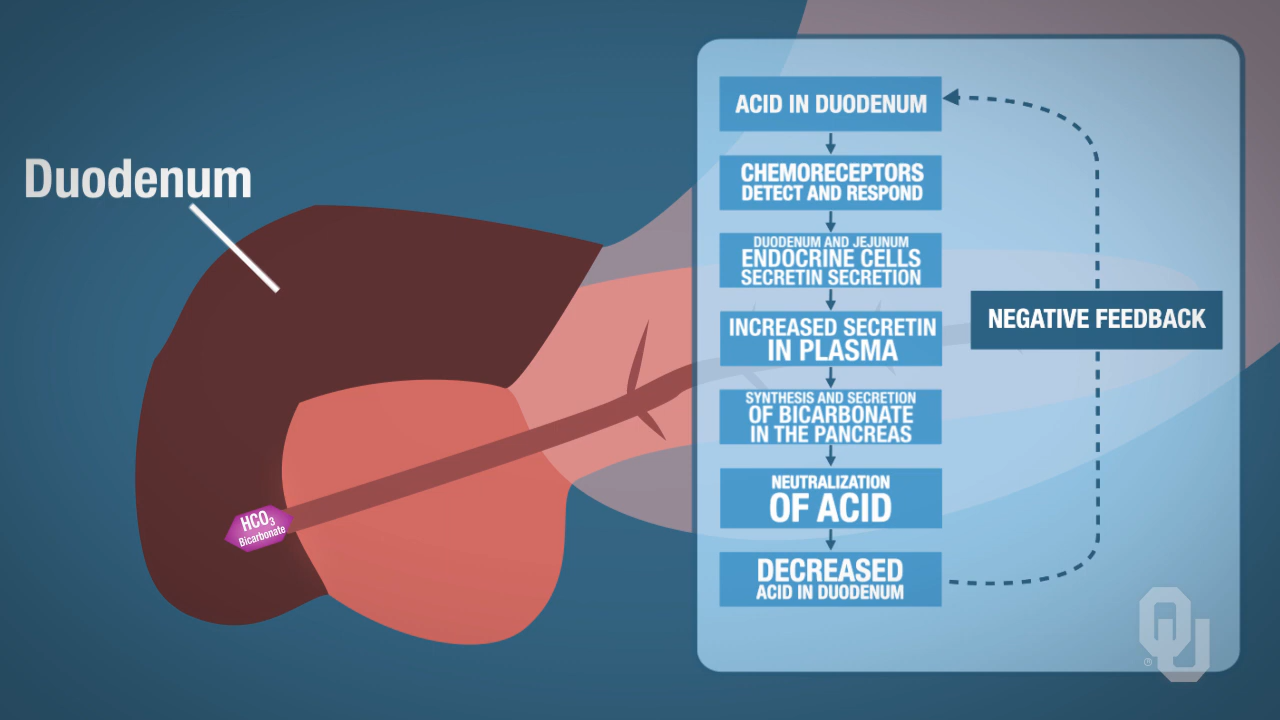 Duodenum
HCO3
Bicarbonate
ACID IN DUODENUM
CHEMORECEPTORS
DETECT AND RESPOND
DUODENUM AND JEJUNUM
ENDOCRINE CELLS
SECRETIN SECRETION
INCREASED SECRETIN
IN PLASMA
SYNTHESIS AND SECRETION
OF BICARBONATE
IN THE PANCREAS
NEUTRALIZATION
OF ACID
DECREASED
ACID IN DUODENUM
NEGATIVE FEEDBACK
OU
®